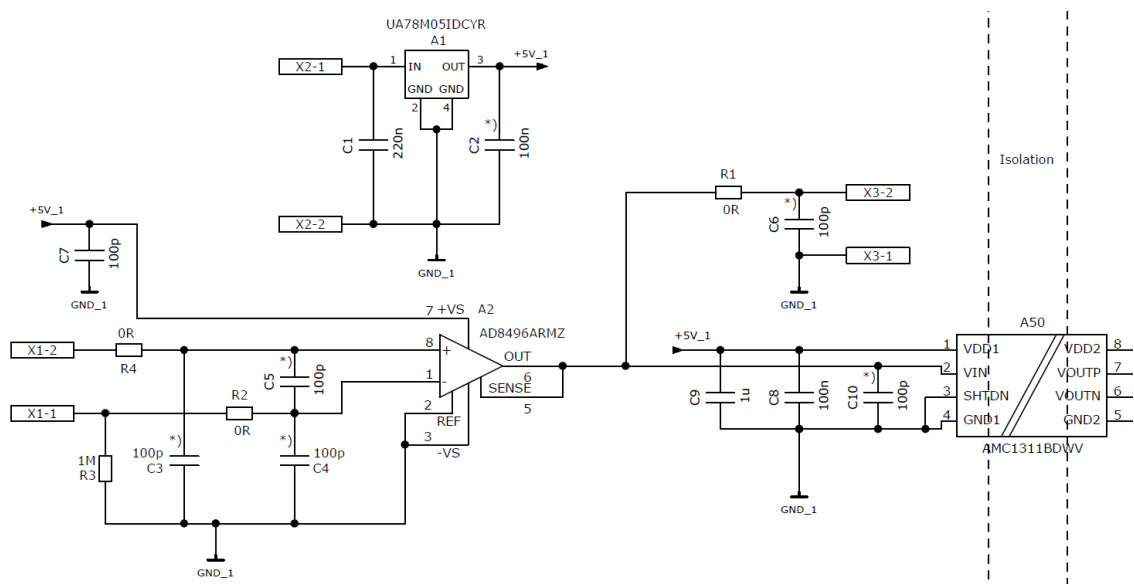 UA78M05IDCYR
A1
X2-1
1
IN
OUT
3
+5V_1
GND
GND
2
4
C1
220n
*)
C2
100n
X2-2
GND_1
Isolation
+5V_1
C7
100p
GND_1
R1
0R
X3-2
*)
C6
100p
X3-1
GND_1
7
+VS
A2
AD8496ARMZ
X1-2
0R
R4
8
+
*)
C5
100p
OUT
6
SENSE
5
1
-
X1-1
R2
0R
2
REF
3
-VS
1M
R3
*)
100p
C3
*)
100p
C4
GND_1
+5V_1
C9
1u
C8
100n
*)
C10
100p
GND_1
A50
1
VDD1
VDD2
8
2
VIN
VOUTP
7
3
SHTDN
VOUTN
6
4
GND1
GND2
5
AMC1311BDWV